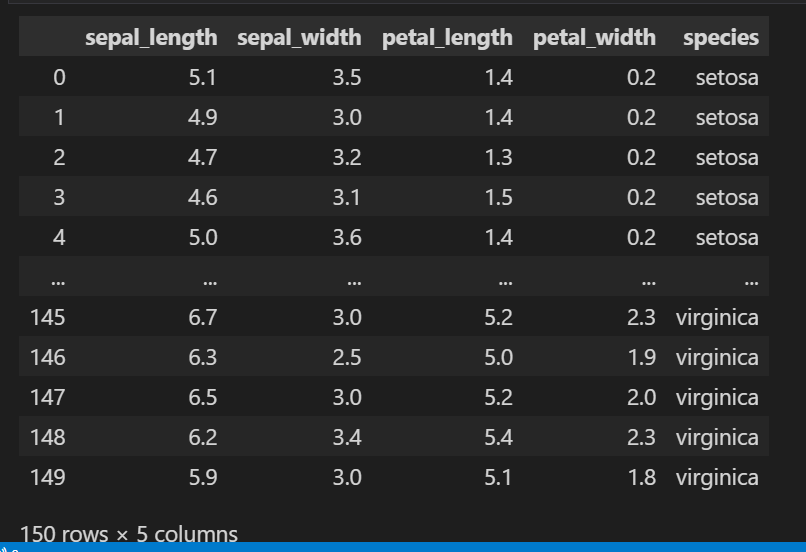 sepal_length sepal_width petal_length petal_width species
0 5.1 3.5 1.4 0.2 setosa
1 4.9 3.0 1.4 0.2 setosa
2 4.7 3.2 1.3 0.2 setosa
3 4.6 3.1 1.5 0.2 setosa
4 5.0 3.6 1.4 0.2 setosa
... ... ... ... ... ...
145 6.7 3.0 5.2 2.3 virginica
146 6.3 2.5 5.0 1.9 virginica
147 6.5 3.0 5.2 2.0 virginica
148 6.2 3.4 5.4 2.3 virginica
149 5.9 3.0 5.1 1.8 virginica
150 rows × 5 columns